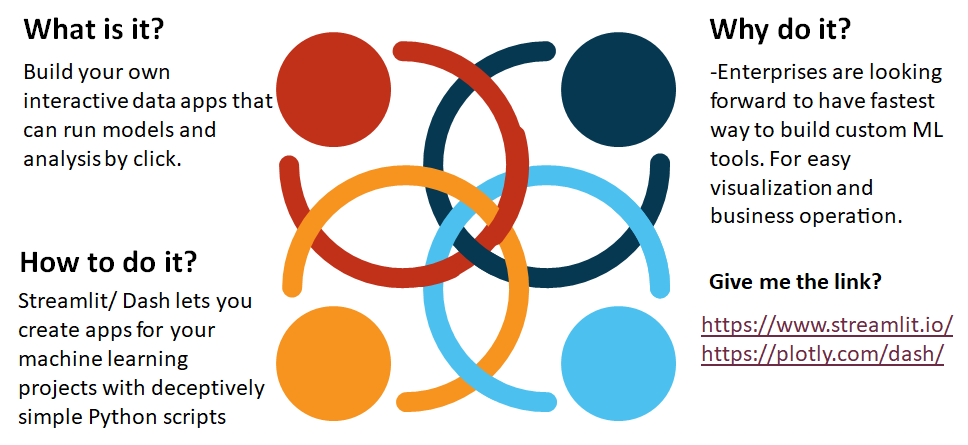 What is it?
Build your own
interactive data apps that
can run models and
analysis by click.
How to do it?
Streamlit/ Dash lets you
create apps for your
machine learning
projects with deceptively
simple Python scripts
Why do it?
-Enterprises are looking
forward to have fastest
way to build custom ML
tools. For easy
visualization and
business operation.
Give me the link?
https://www.streamlit.io/
https://plotly.com/dash/